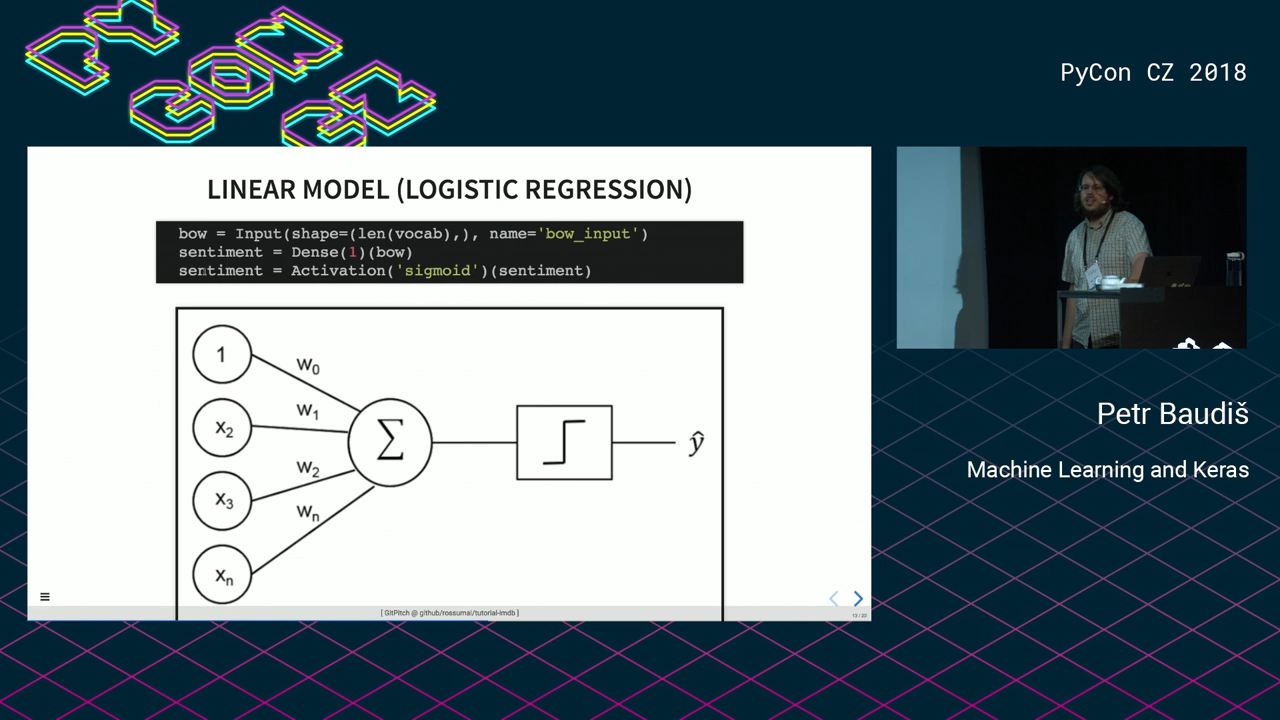 PYCON CZ
PyCon CZ 2018
LINEAR MODEL (LOGISTIC REGRESSION)
bow = Input(shape=(len(vocab),), name='bow_input')
sentiment = Dense(1)(bow)
sentiment = Activation('sigmoid')(sentiment)
1
w0
x2
w1
Σ
ŷ
x3
w2
wn
xn
[ GitPitch @ github/rossumai/tutorial-imdb ]
Petr Baudiš
Machine Learning and Keras